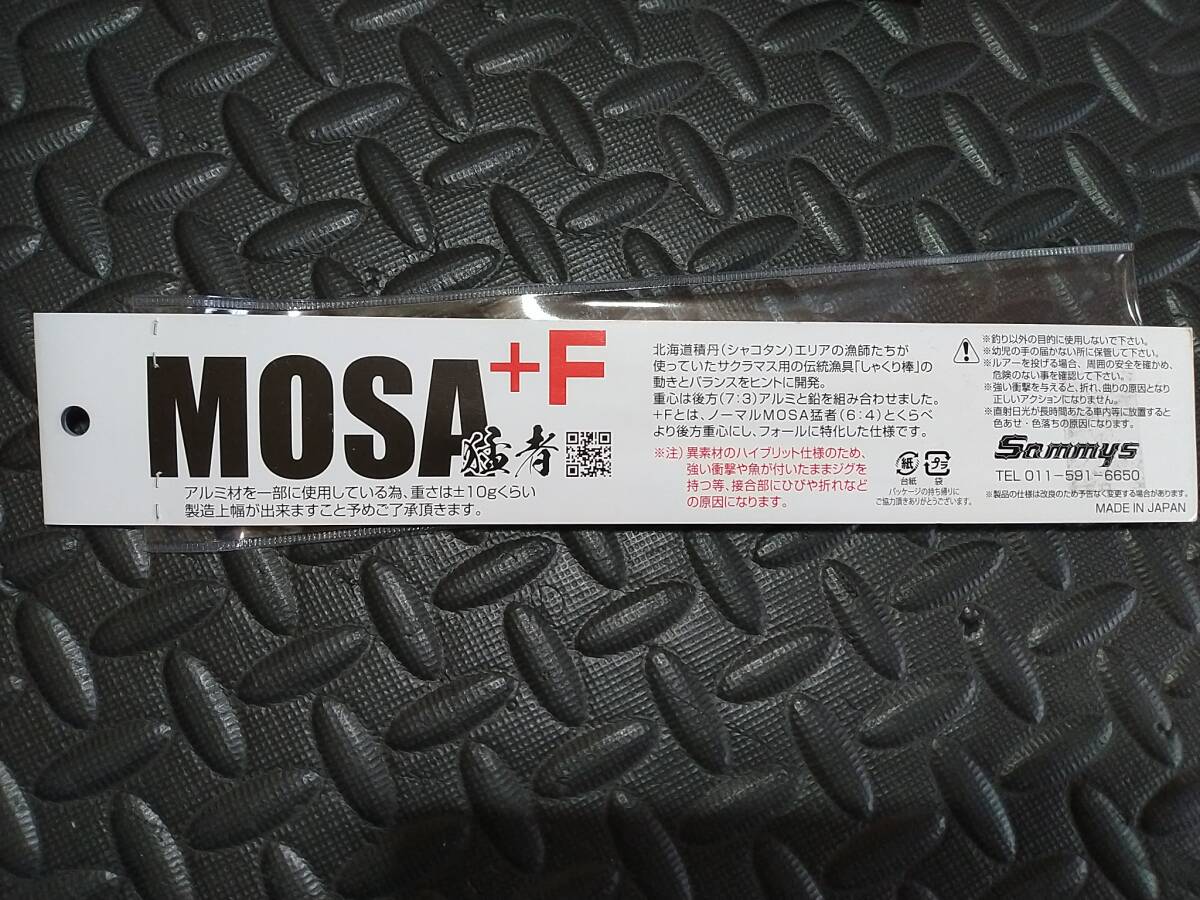 MOSA+F
猛者
アルミ材を一部に使用している為、重さは±10gくらい
製造上幅が出来ますこと予めご了承頂きます。
北海道積丹(シャコタン)エリアの漁師たちが
使っていたサクラマス用の伝統漁具「しゃくり棒」の
動きとバランスをヒントに開発。
重心は後方(7:3)アルミと鉛を組み合わせました。
+Fとは、ノーマルMOSA猛者(6:4)とくらべ
より後方重心にし、フォールに特化した仕様です。
※注)異素材のハイブリット仕様のため、
強い衝撃や魚が付いたままジグを
持つ等、接合部にひびや折れなど
の原因になります。
紙 プラ
台紙 袋
パッケージの持ち帰りに
ご協力頂きありがとうございます。
※釣り以外の目的に使用しないで下さい。
※幼児の手の届かない所に保管して下さい。
※ルアーを投げる場合、周囲の安全を確かめ、
危険のない事を確認して下さい。
※強い衝撃を与えると、折れ、曲りの原因となり
正しいアクションになりません。
※直射日光が長時間あたる車内等に放置すると
色あせ・色落ちの原因になります。
Sammys
TEL 011-591-6650
※製品の仕様は改良のため予告なく変更する場合があります。
MADE IN JAPAN